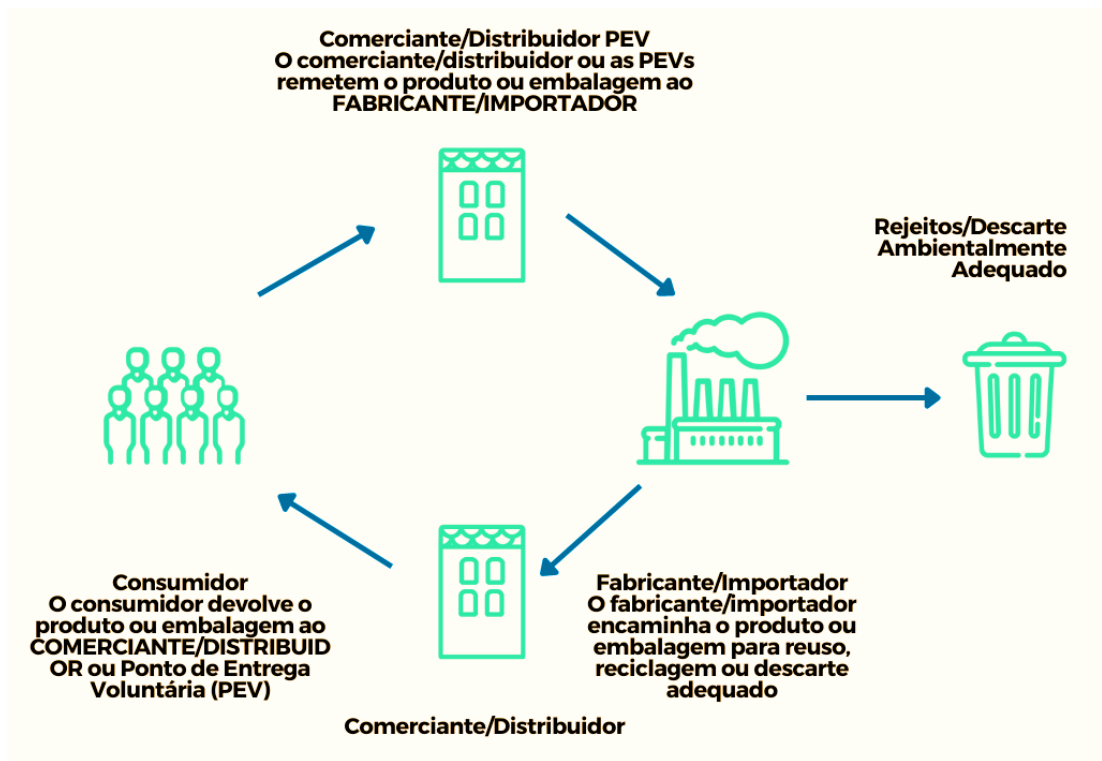 Comerciante/Distribuidor PEV
O comerciante/distribuidor ou as PEVs
remetem o produto ou embalagem ao
FABRICANTE/IMPORTADOR
Rejeitos/Descarte
Ambientalmente
Adequado
Consumidor
O consumidor devolve o
produto ou embalagem ao
COMERCIANTE/DISTRIBUID
OR ou Ponto de Entrega
Voluntária (PEV)
Fabricante/Importador
O fabricante/importador
encaminha o produto ou
embalagem para reuso,
reciclagem ou descarte
adequado
Comerciante/Distribuidor